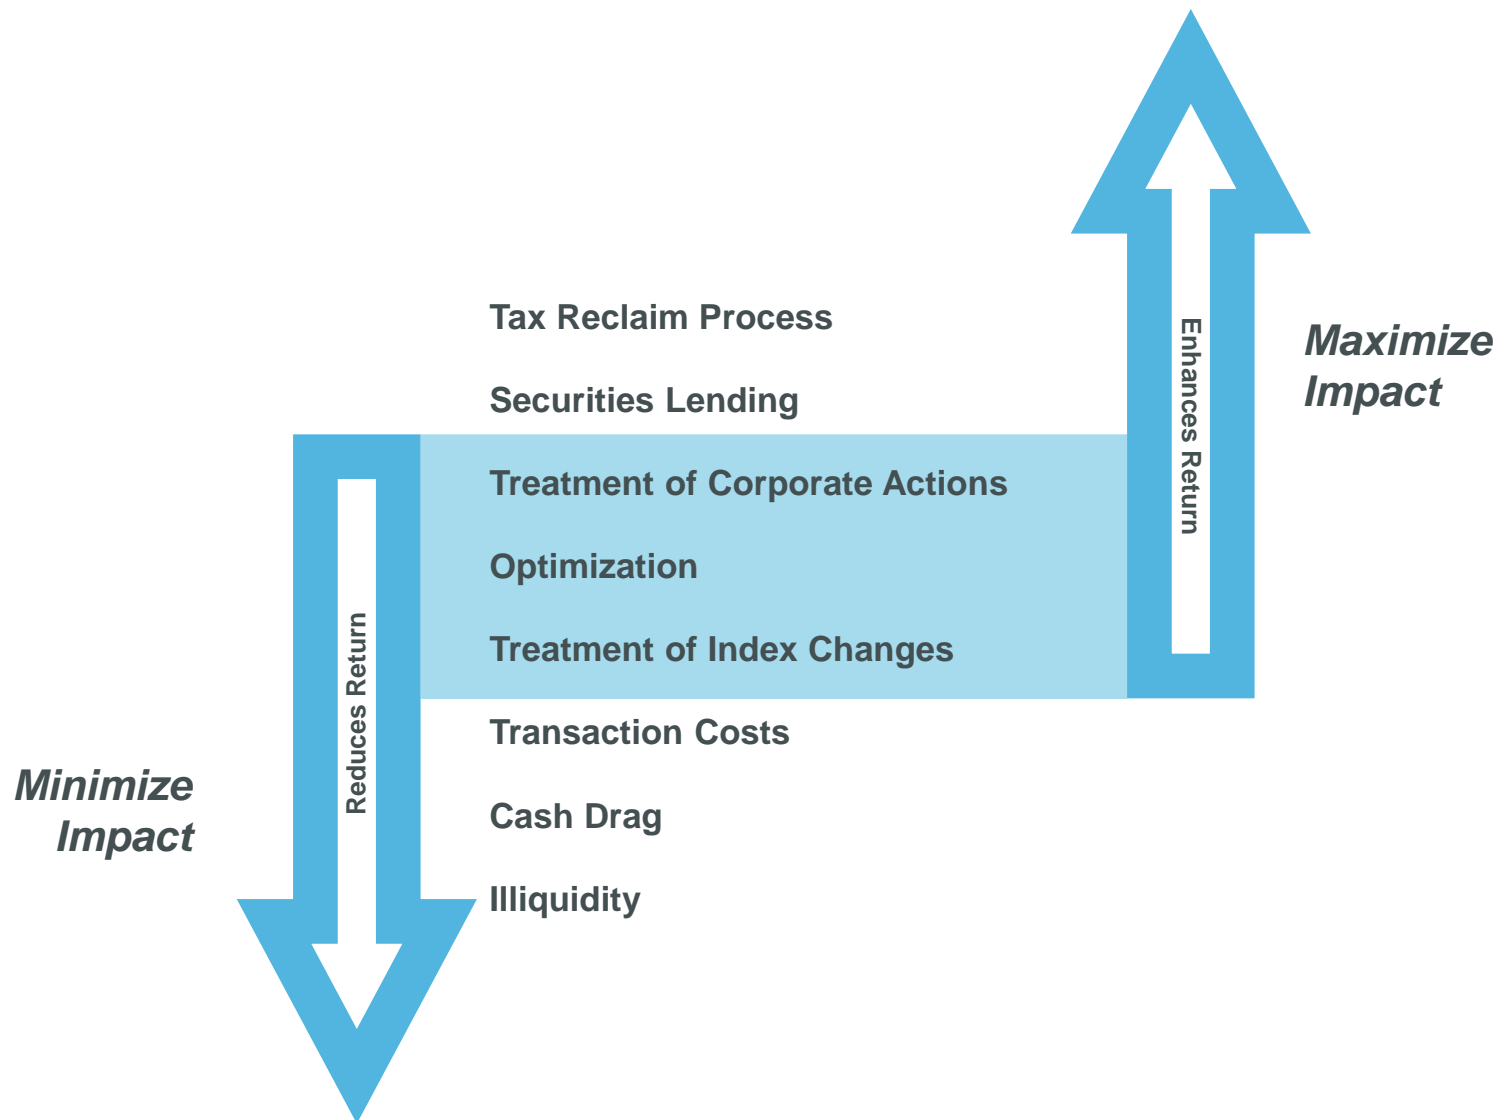 Tax Reclaim Process
Securities Lending
Treatment of Corporate Actions
Optimization
Treatment of Index Changes
Transaction Costs
Cash Drag
Illiquidity
Enhances Return
Maximize
Impact
Reduces Return
Minimize
Impact